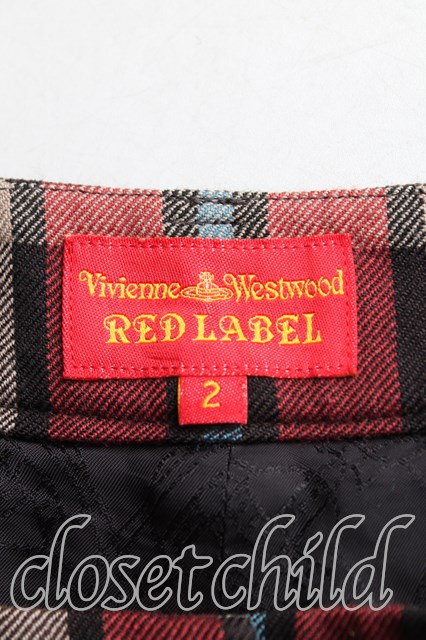 Vivienne Westwood
RED LABEL
2
closetchild